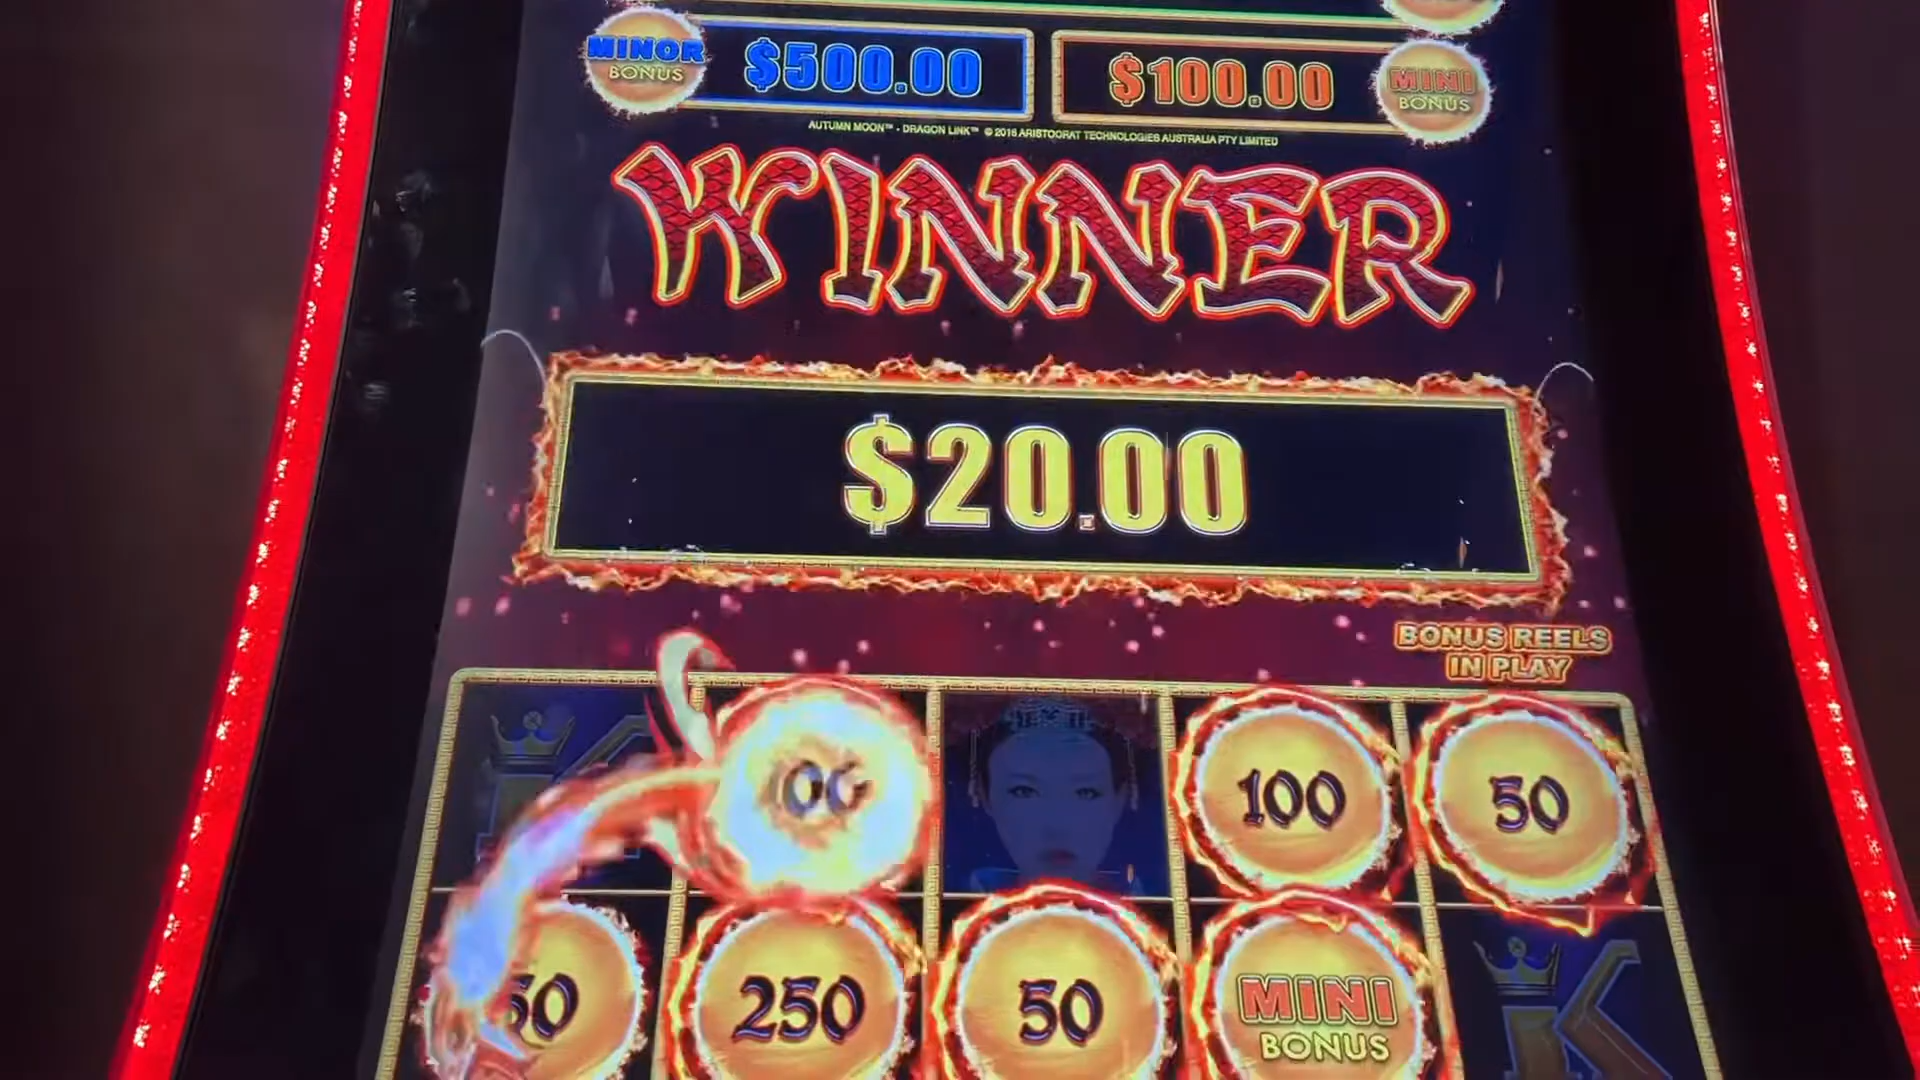 MINOR
BONUS
$500.00
$100.00
MINI
BONUS
AUTUMN MOON™ - DRAGON LINK™ © 2016 ARISTOCRAT TECHNOLOGIES AUSTRALIA PTY LIMITED
WINNER
$20.00
BONUS REELS
IN PLAY
100
50
50
250
50
MINI
BONUS
K